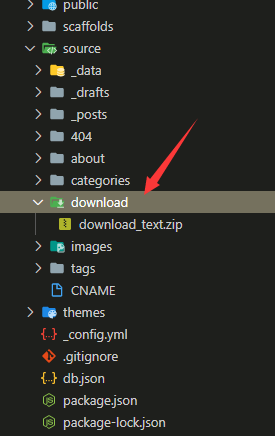 public
scaffolds
source
_data
_drafts
_posts
404
about
categories
download
download_text.zip
images
tags
CNAME
themes
_config.yml
.gitignore
db.json
package.json
package-lock.json